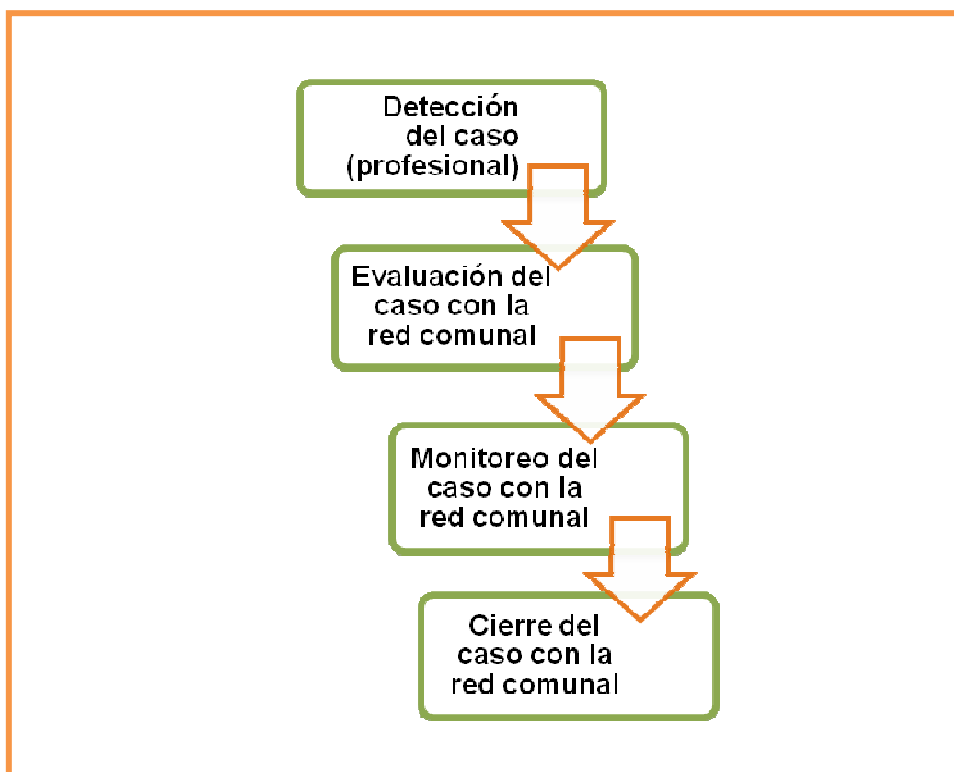 Detección
del caso
(profesional)
Evaluación del
caso con la
red comunal
Monitoreo del
caso con la
red comunal
Cierre del
caso con la
red comunal